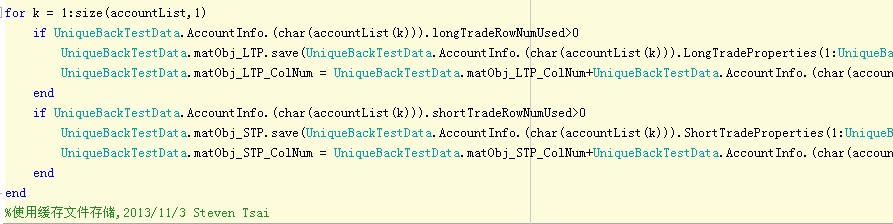 for k = 1:size(accountList,1)
if UniqueBackTestData.AccountInfo.(char(accountList(k))).longTradeRowNumUsed>0
UniqueBackTestData.matObj_LTP.save(UniqueBackTestData.AccountInfo.(char(accountList(k))).LongTradeProperties(1:UniqueBa
UniqueBackTestData.matObj_LTP_ColNum = UniqueBackTestData.matObj_LTP_ColNum+UniqueBackTestData.AccountInfo.(char(accoun
end
if UniqueBackTestData.AccountInfo.(char(accountList(k))).shortTradeRowNumUsed>0
UniqueBackTestData.matObj_STP.save(UniqueBackTestData.AccountInfo.(char(accountList(k))).ShortTradeProperties(1:UniqueB
UniqueBackTestData.matObj_STP_ColNum = UniqueBackTestData.matObj_STP_ColNum+UniqueBackTestData.AccountInfo.(char(accoun
end
end
%使用缓存文件存储,2013/11/3 Steven Tsai